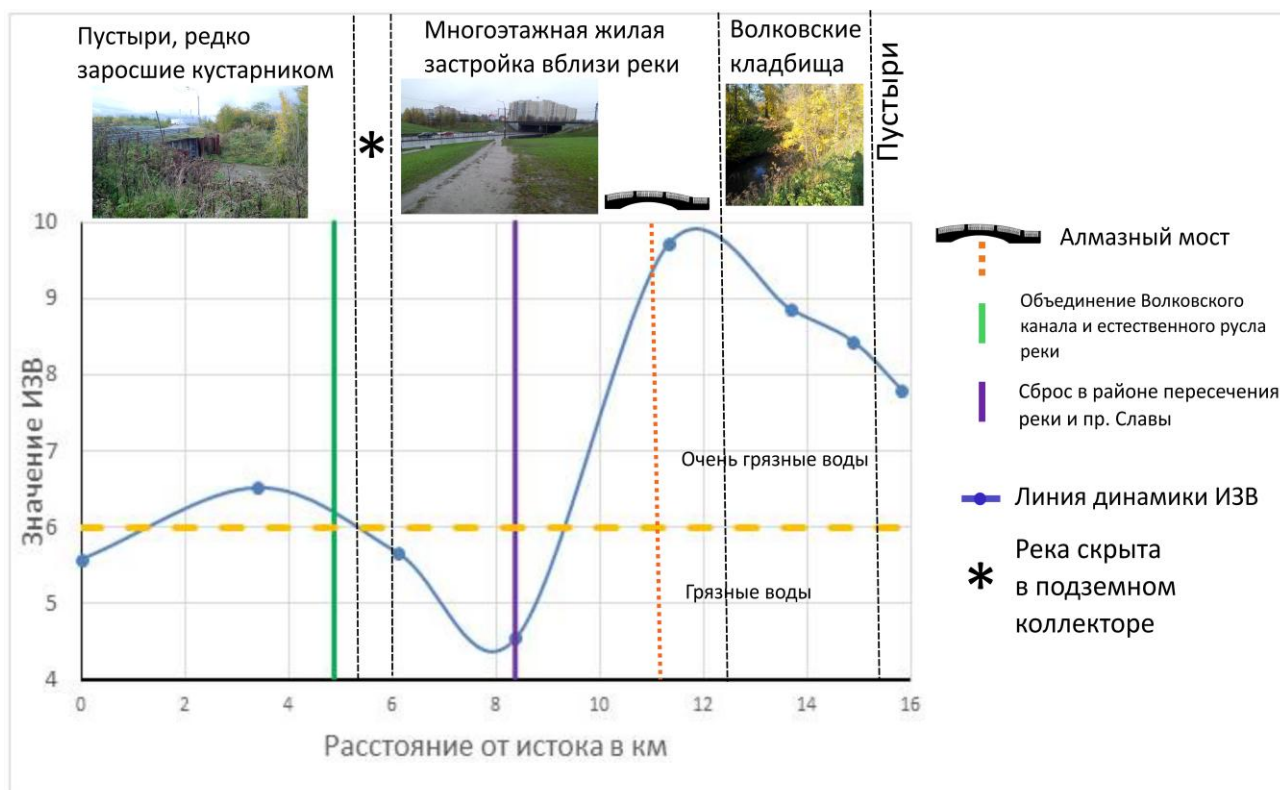 Пустыри, редко
заросшие кустарником
*
Многоэтажная жилая
застройка вблизи реки
Волковские
кладбища
Пустыри
Значение ИЗВ
10
9
8
7
6
5
4
Очень грязные воды
Грязные воды
0
2
4
6
8
10
12
14
16
Расстояние от истока в км
Алмазный мост
Объединение Волковского
канала и естественного русла
реки
Сброс в районе пересечения
реки и пр. Славы
Линия динамики ИЗВ
*
Река скрыта
в подземном
коллекторе